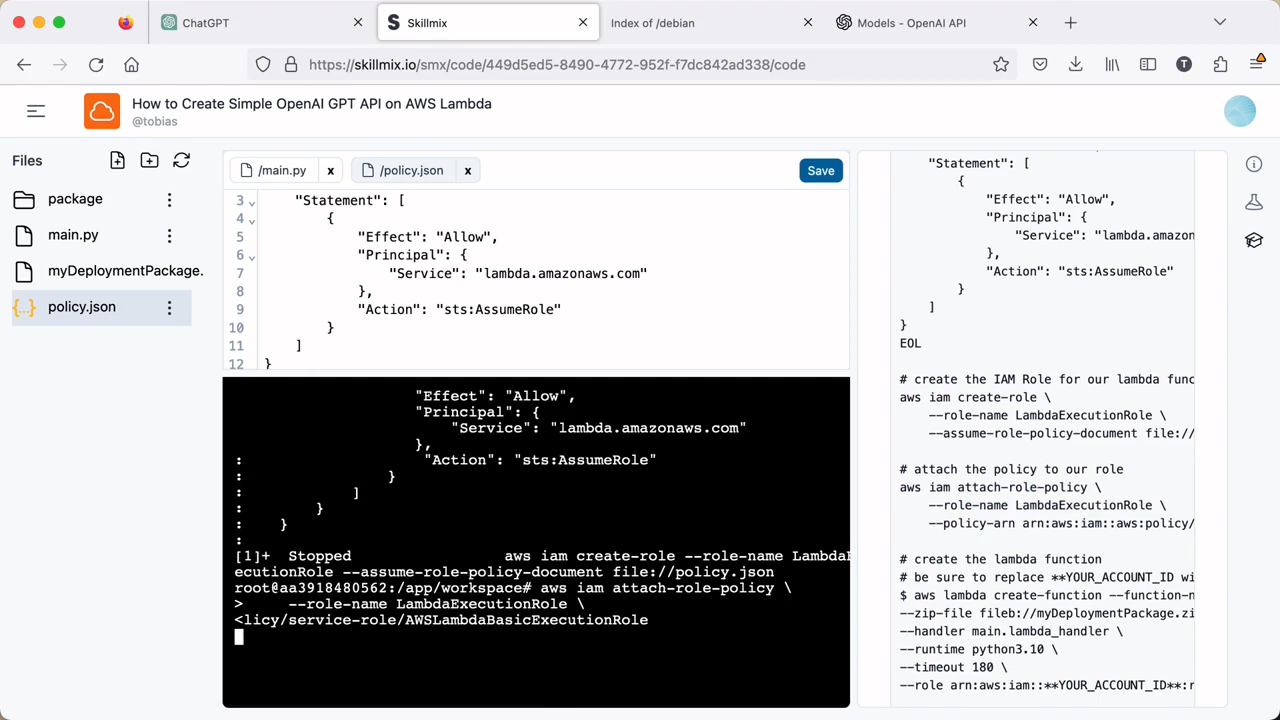 ChatGPT
Skillmix
Index of /debian
Models - OpenAI API
https://skillmix.io/smx/code/449d5ed5-8490-4772-952f-f7dc842ad338/code
T
How to Create Simple OpenAI GPT API on AWS Lambda
@tobias
Files
package
main.py
myDeploymentPackage.
policy.json
/main.py x
/policy.json x
Save
3 "Statement": [
4 {
5 "Effect": "Allow",
6 "Principal": {
7 "Service": "lambda.amazonaws.com"
8 },
9 "Action": "sts:AssumeRole"
10 }
11 ]
12 }
"Effect": "Allow",
"Principal": {
"Service": "lambda.amazonaws.com"
},
: "Action": "sts:AssumeRole"
: }
: ]
: }
: }
:
[1]+ Stopped aws iam create-role --role-name LambdaE
ecutionRole --assume-role-policy-document file://policy.json
root@aa3918480562:/app/workspace# aws iam attach-role-policy \
> --role-name LambdaExecutionRole \
<licy/service-role/AWSLambdaBasicExecutionRole
"Statement": [
{
"Effect": "Allow",
"Principal": {
"Service": "lambda.amazon
},
"Action": "sts:AssumeRole"
}
]
}
EOL
# create the IAM Role for our lambda func
aws iam create-role \
--role-name LambdaExecutionRole \
--assume-role-policy-document file://
# attach the policy to our role
aws iam attach-role-policy \
--role-name LambdaExecutionRole \
--policy-arn arn:aws:iam::aws:policy/
# create the lambda function
# be sure to replace **YOUR_ACCOUNT_ID wi
$ aws lambda create-function --function-n
--zip-file fileb://myDeploymentPackage.zi
--handler main.lambda_handler \
--runtime python3.10 \
--timeout 180 \
--role arn:aws:iam::**YOUR_ACCOUNT_ID**:r